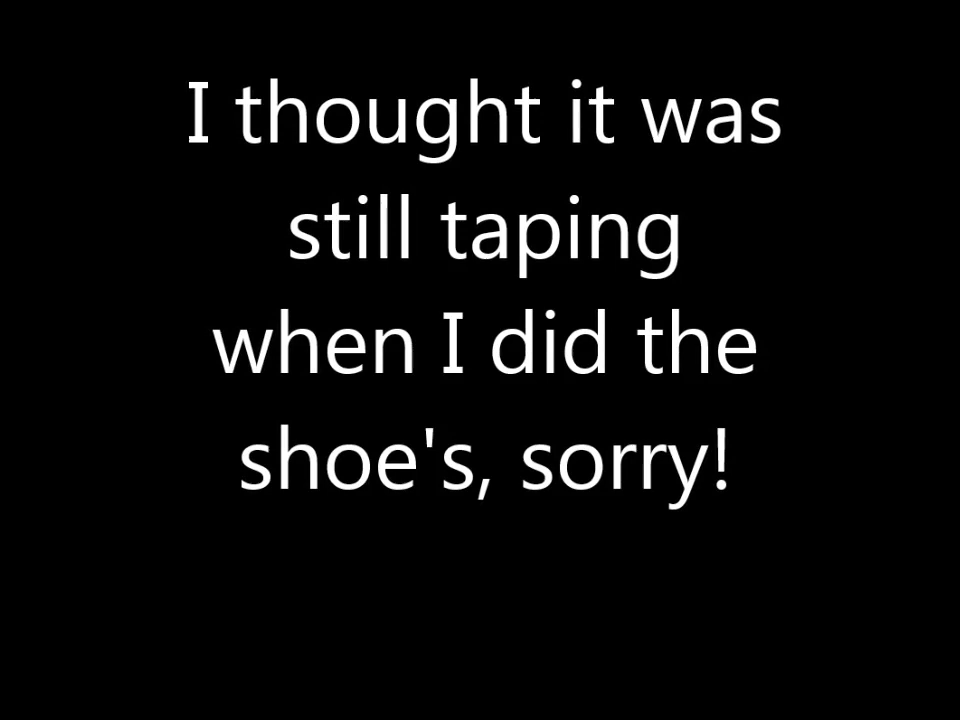 I thought it was
still taping
when I did the
shoe's, sorry!